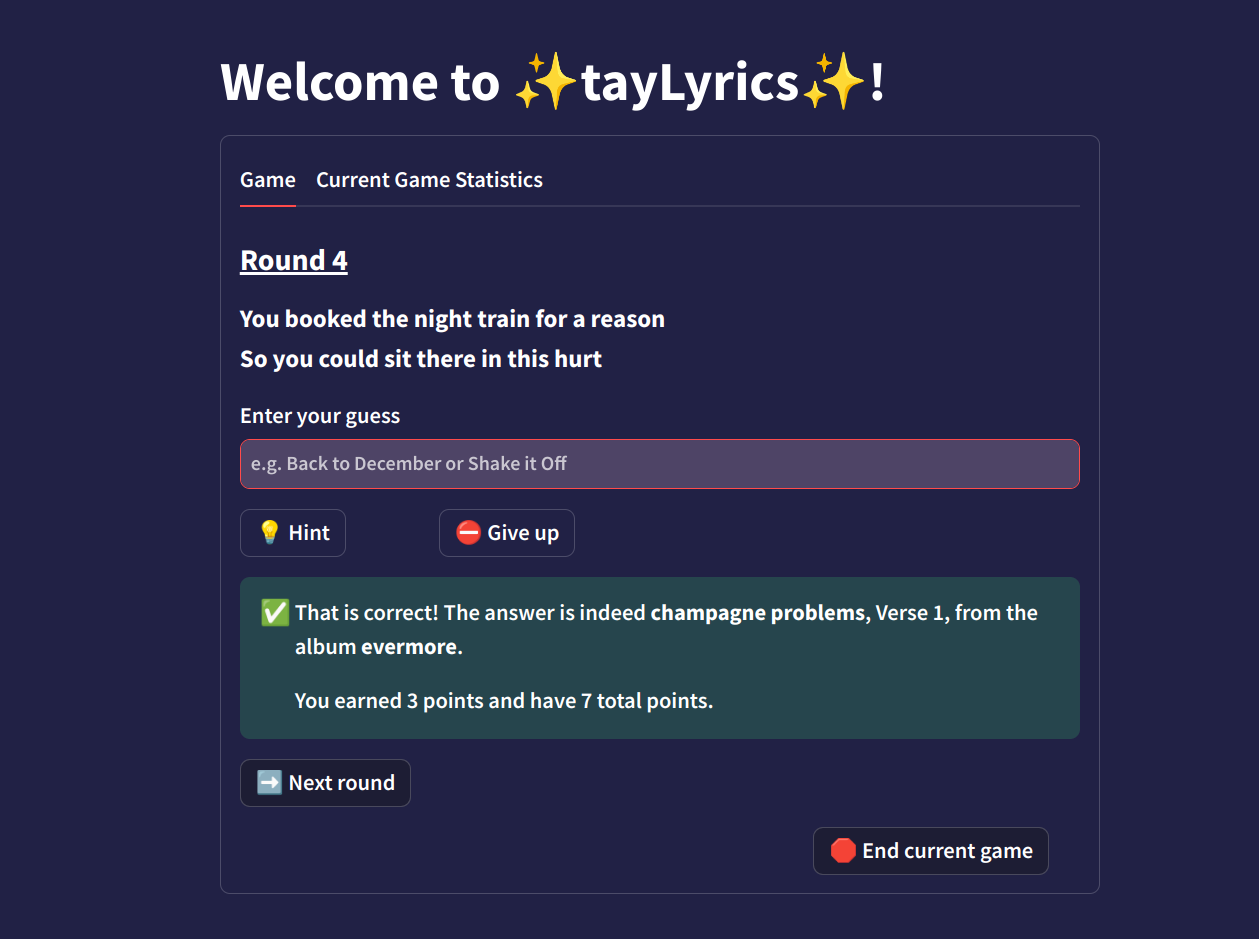 Welcome to ✨tayLyrics✨!
Game Current Game Statistics
Round 4
You booked the night train for a reason
So you could sit there in this hurt
Enter your guess
e.g. Back to December or Shake it Off
💡 Hint ⛔ Give up
✅ That is correct! The answer is indeed champagne problems, Verse 1, from the
album evermore.
You earned 3 points and have 7 total points.
➡️ Next round
🛑 End current game